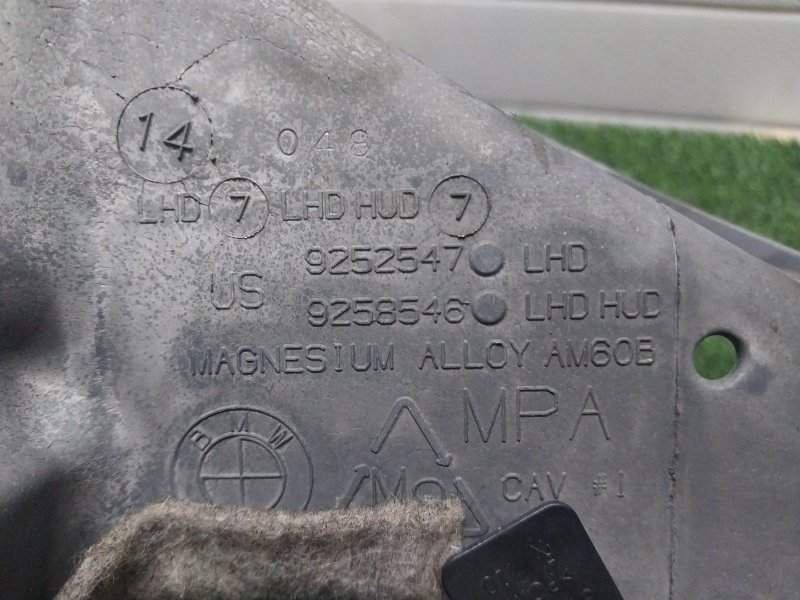 14
048
LHD 7 LHD HUD 7
US
9252547 LHD
9258546 LHD HUD
MAGNESIUM ALLOY AM60B
BMW
MPA
CAV #1